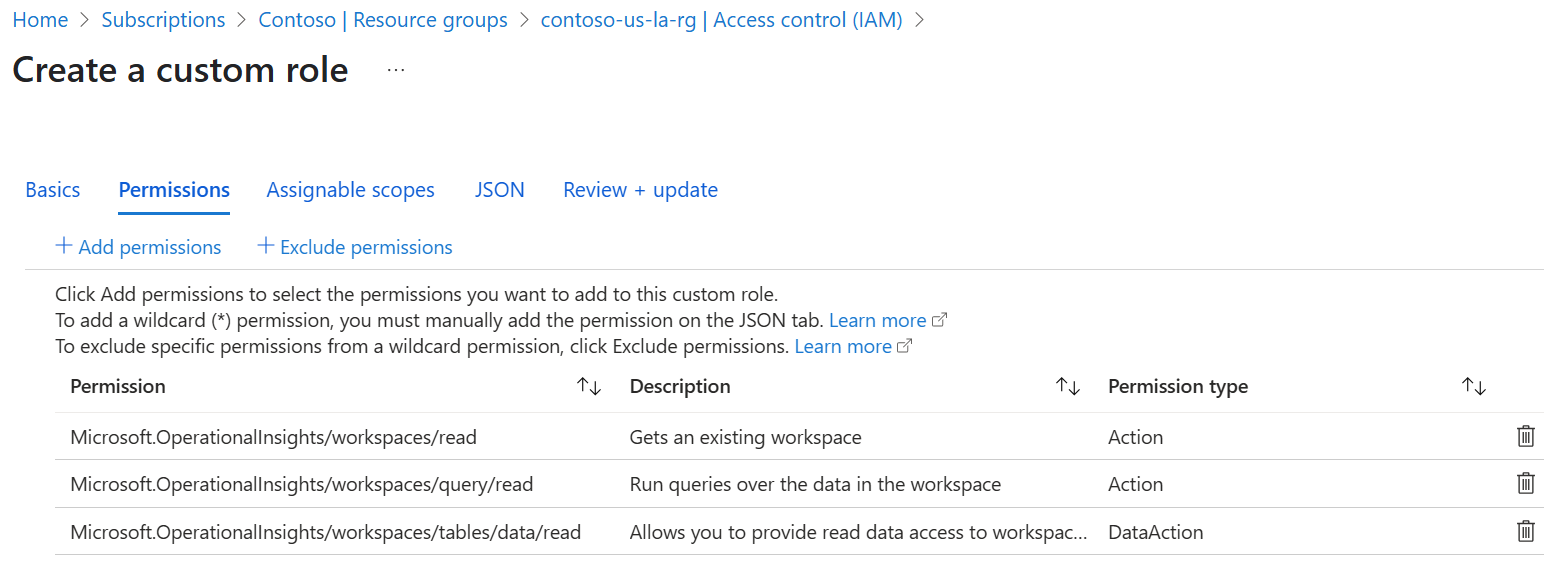 Home > Subscriptions > Contoso | Resource groups > contoso-us-la-rg | Access control (IAM) >
Create a custom role ...
Basics Permissions Assignable scopes JSON Review + update
+ Add permissions + Exclude permissions
Click Add permissions to select the permissions you want to add to this custom role.
To add a wildcard (*) permission, you must manually add the permission on the JSON tab. Learn more
To exclude specific permissions from a wildcard permission, click Exclude permissions. Learn more
Permission Description Permission type
Microsoft.OperationalInsights/workspaces/read Gets an existing workspace Action
Microsoft.OperationalInsights/workspaces/query/read Run queries over the data in the workspace Action
Microsoft.OperationalInsights/workspaces/tables/data/read Allows you to provide read data access to workspac... DataAction